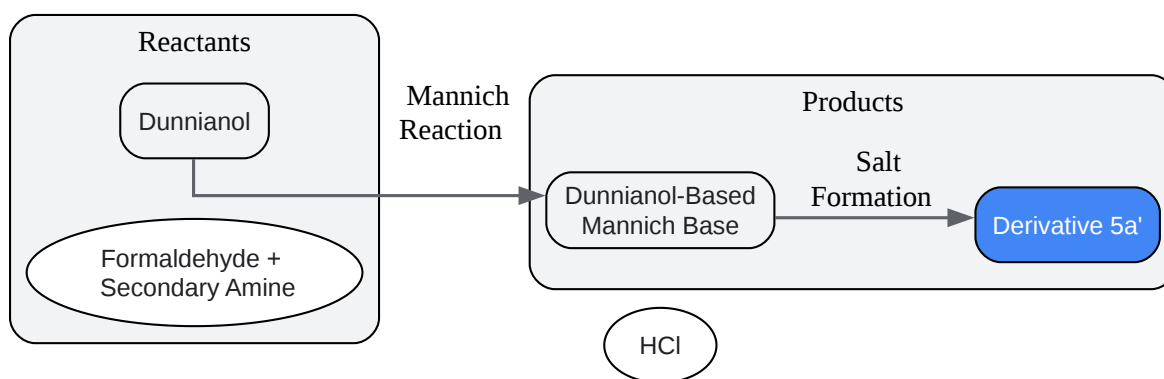 Reactants
Dunnianol
Formaldehyde +
Secondary Amine
Mannich
Reaction
Products
Dunnianol-Based
Mannich Base
Salt
Formation
Derivative 5a'
HCl